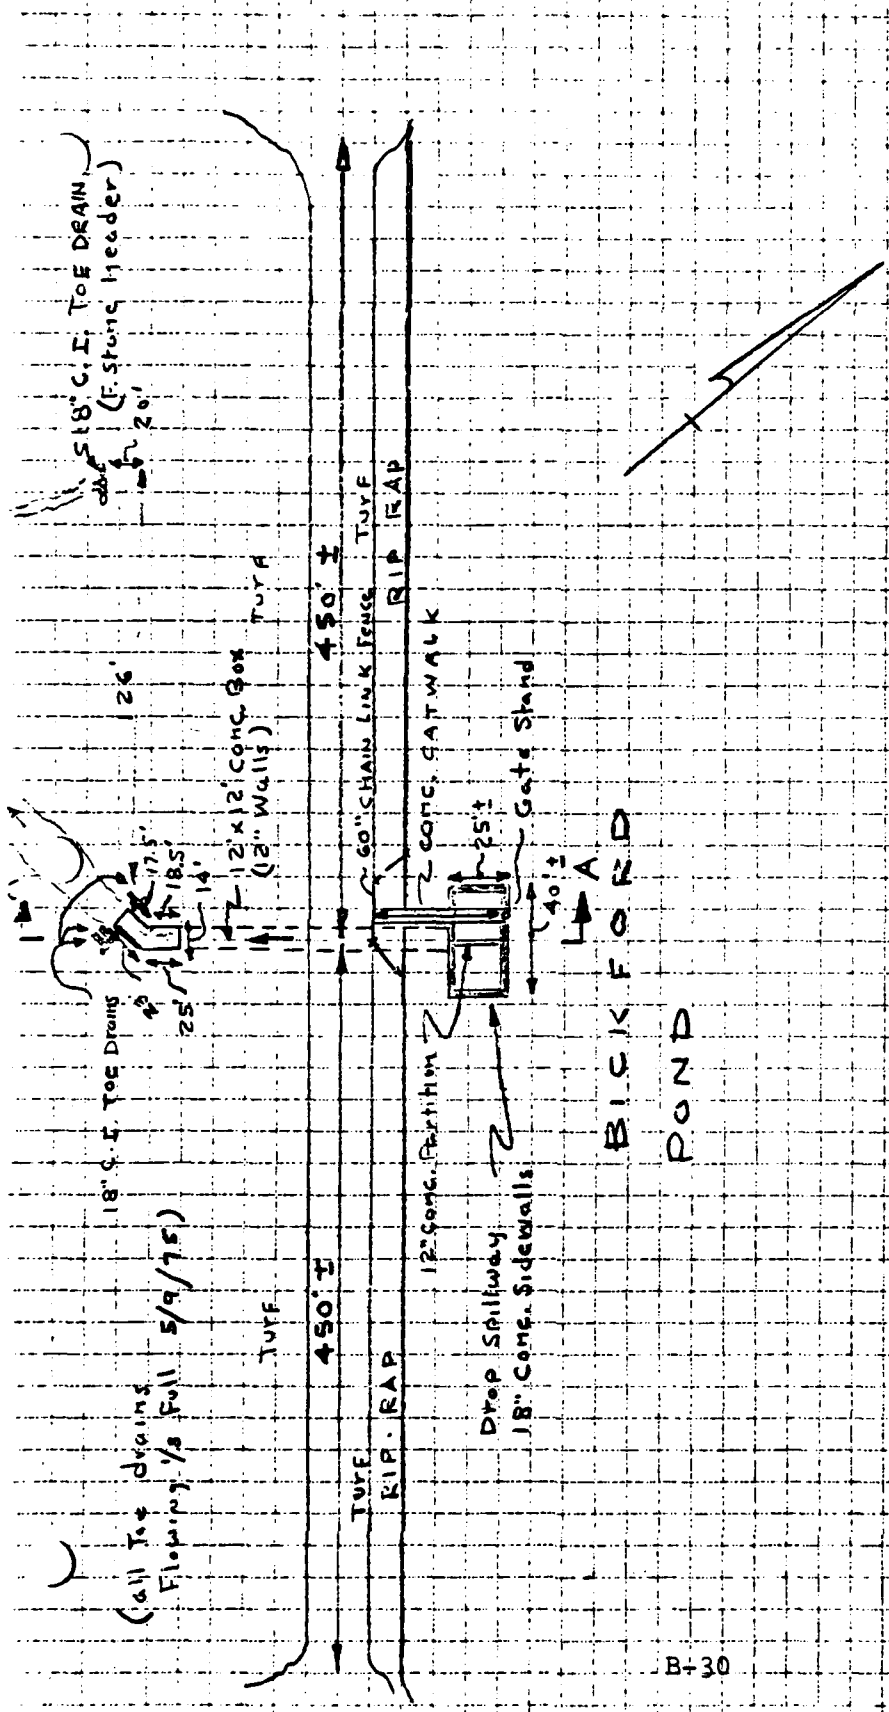 (all Toe drains
Flowing 1/3 Full 5/9/75)
18" C.I. TOE Drains
25'
14'
18.5'
17.5'
12'x12' Conc. Box
(12" Walls)
126'
518" C.I. TOE DRAIN
(F. stone Header)
20'
Turf
450' ±
Turf
450' ±
60" CHAIN LINK Fence
Turf
RIP. RAP
TURF
RIP RAP
CONC. CATWALK
12" Conc. Partition
25' ±
Gate Stand
40' ±
A
Drop Spillway
18" Conc. Sidewalls
BICKFORD
POND
B-30